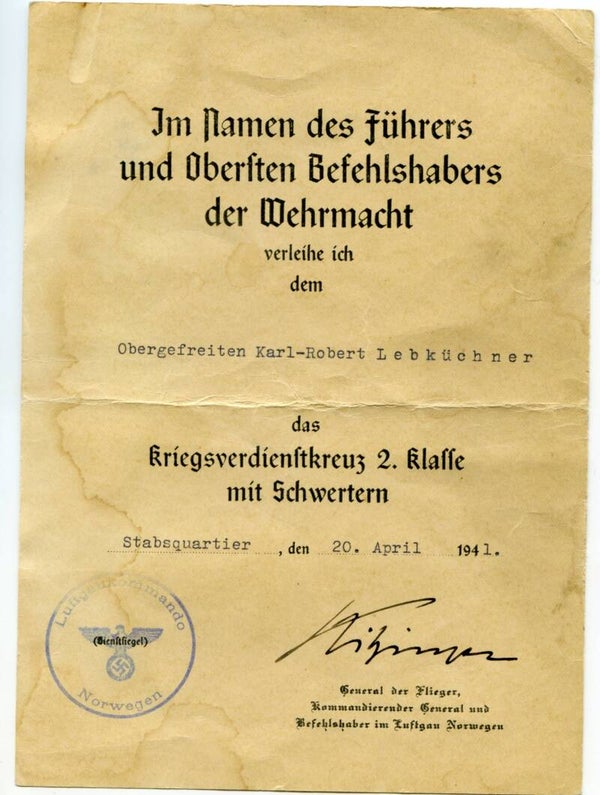 Im Namen des Führers
und Obersten Befehlshabers
der Wehrmacht
verleihe ich
dem
Obergefreiten Karl-Robert Lebküchner
das
Kriegsverdienstkreuz 2. Klasse
mit Schwertern
Stabsquartier, den 20. April 1941.
Luftgaukommando
(Dienstsiegel)
Norwegen
General der Flieger,
Kommandierender General und
Befehlshaber im Luftgau Norwegen